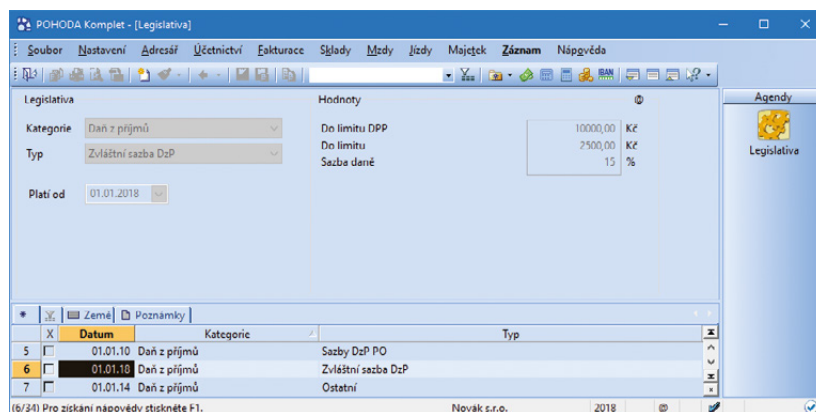 POHODA Komplet - [Legislativa]
Soubor Nastavení Adresář Účetnictví Fakturace Sklady Mzdy Jízdy Majetek Záznam Nápověda
IBAN
Legislativa Hodnoty Agendy
Kategorie Daň z příjmů Do limitu DPP 10000,00 Kč
Typ Zvláštní sazba DzP Do limitu 2500,00 Kč Legislativa
Sazba daně 15 %
Platí od 01.01.2018
Země Poznámky
X Datum Kategorie Typ
5 01.01.10 Daň z příjmů Sazby DzP PO
6 01.01.18 Daň z příjmů Zvláštní sazba DzP
7 01.01.14 Daň z příjmů Ostatní
(6/34) Pro získání nápovědy stiskněte F1. Novák s.r.o. 2018 @